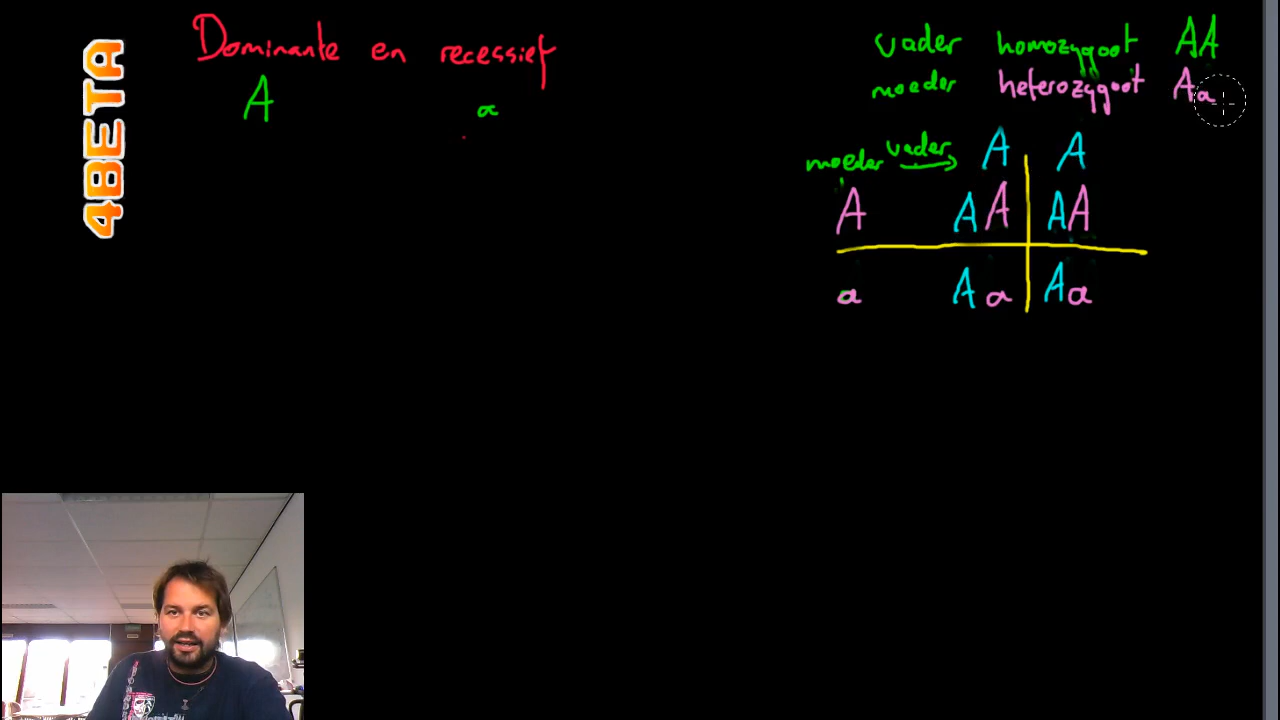 4BETA
Dominante en recessief
A a
vader homozygoot AA
moeder heterozygoot Aa
moeder vader → A A
A AA AA
a Aa Aa